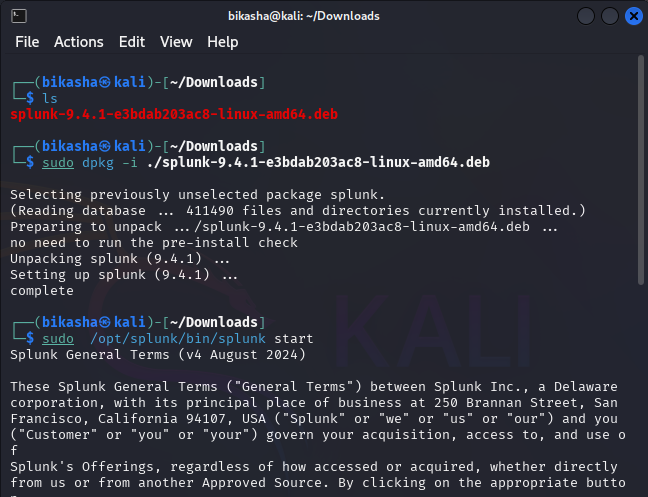 bikasha@kali: ~/Downloads
File Actions Edit View Help
┌──(bikasha㉿kali)-[~/Downloads]
└─$ ls
splunk-9.4.1-e3bdab203ac8-linux-amd64.deb
┌──(bikasha㉿kali)-[~/Downloads]
└─$ sudo dpkg -i ./splunk-9.4.1-e3bdab203ac8-linux-amd64.deb
Selecting previously unselected package splunk.
(Reading database ... 411490 files and directories currently installed.)
Preparing to unpack .../splunk-9.4.1-e3bdab203ac8-linux-amd64.deb ...
no need to run the pre-install check
Unpacking splunk (9.4.1) ...
Setting up splunk (9.4.1) ...
complete
┌──(bikasha㉿kali)-[~/Downloads]
└─$ sudo  /opt/splunk/bin/splunk start
Splunk General Terms (v4 August 2024)
These Splunk General Terms ("General Terms") between Splunk Inc., a Delaware
corporation, with its principal place of business at 250 Brannan Street, San
Francisco, California 94107, USA ("Splunk" or "we" or "us" or "our") and you
("Customer" or "you" or "your") govern your acquisition, access to, and use o
f
Splunk's Offerings, regardless of how accessed or acquired, whether directly
from us or from another Approved Source. By clicking on the appropriate butto
KALI